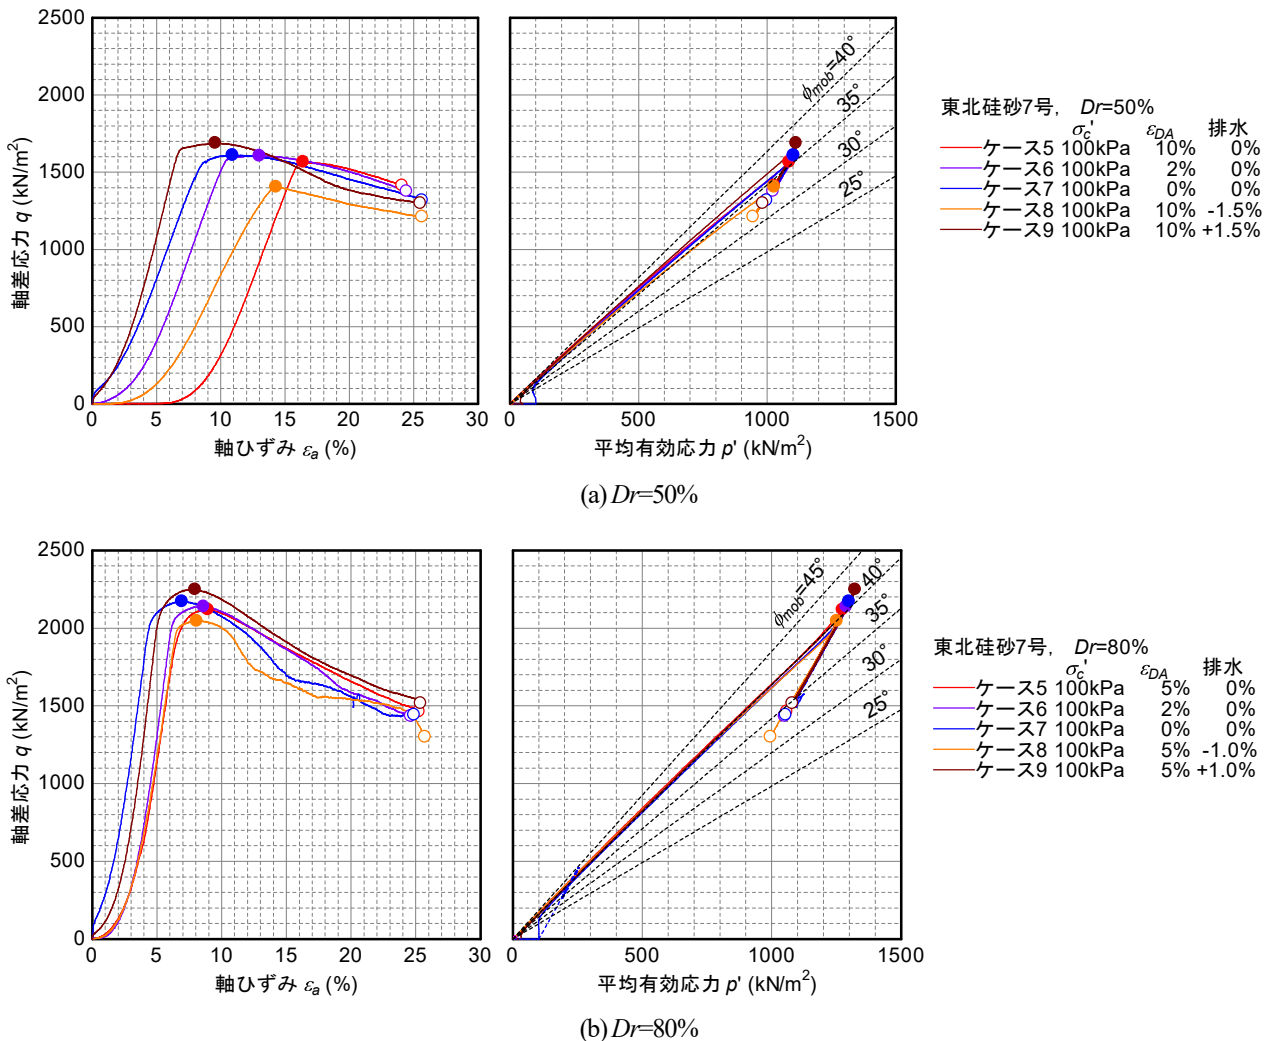 2500
2000
1500
1000
500
0
軸差応力 q (kN/m²)
0 5 10 15 20 25 30
軸ひずみ εa (%)
ϕmob=40°
35°
30°
25°
0 500 1000 1500
平均有効応力 p' (kN/m²)
東北硅砂7号, Dr=50%
σc' εDA 排水
ケース5 100kPa 10% 0%
ケース6 100kPa 2% 0%
ケース7 100kPa 0% 0%
ケース8 100kPa 10% -1.5%
ケース9 100kPa 10% +1.5%
(a) Dr=50%
2500
2000
1500
1000
500
0
軸差応力 q (kN/m²)
0 5 10 15 20 25 30
軸ひずみ εa (%)
ϕmob=45°
40°
35°
30°
25°
0 500 1000 1500
平均有効応力 p' (kN/m²)
東北硅砂7号, Dr=80%
σc' εDA 排水
ケース5 100kPa 5% 0%
ケース6 100kPa 2% 0%
ケース7 100kPa 0% 0%
ケース8 100kPa 5% -1.0%
ケース9 100kPa 5% +1.0%
(b) Dr=80%